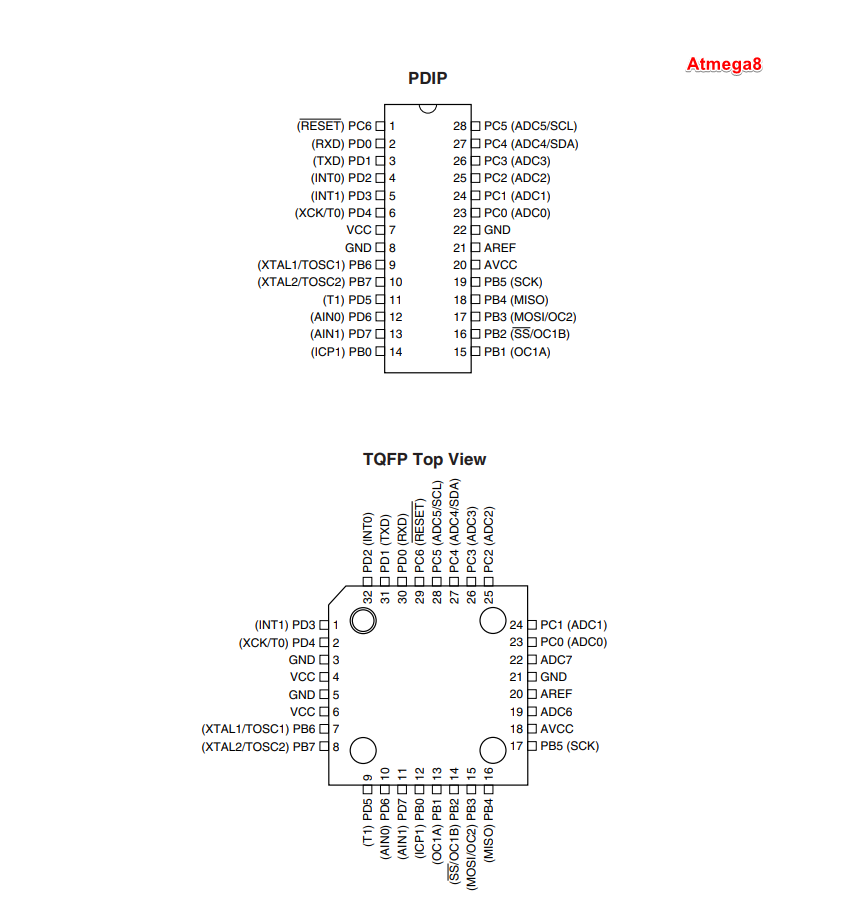 Atmega8
PDIP
(RESET) PC6 1 28 PC5 (ADC5/SCL)
(RXD) PD0 2 27 PC4 (ADC4/SDA)
(TXD) PD1 3 26 PC3 (ADC3)
(INT0) PD2 4 25 PC2 (ADC2)
(INT1) PD3 5 24 PC1 (ADC1)
(XCK/T0) PD4 6 23 PC0 (ADC0)
VCC 7 22 GND
GND 8 21 AREF
(XTAL1/TOSC1) PB6 9 20 AVCC
(XTAL2/TOSC2) PB7 10 19 PB5 (SCK)
(T1) PD5 11 18 PB4 (MISO)
(AIN0) PD6 12 17 PB3 (MOSI/OC2)
(AIN1) PD7 13 16 PB2 (SS/OC1B)
(ICP1) PB0 14 15 PB1 (OC1A)
TQFP Top View
32 PD2 (INT0)
31 PD1 (TXD)
30 PD0 (RXD)
29 PC6 (RESET)
28 PC5 (ADC5/SCL)
27 PC4 (ADC4/SDA)
26 PC3 (ADC3)
25 PC2 (ADC2)
(INT1) PD3 1 24 PC1 (ADC1)
(XCK/T0) PD4 2 23 PC0 (ADC0)
GND 3 22 ADC7
VCC 4 21 GND
GND 5 20 AREF
VCC 6 19 ADC6
(XTAL1/TOSC1) PB6 7 18 AVCC
(XTAL2/TOSC2) PB7 8 17 PB5 (SCK)
(T1) PD5 9
(AIN0) PD6 10
(AIN1) PD7 11
(ICP1) PB0 12
(OC1A) PB1 13
(SS/OC1B) PB2 14
(MOSI/OC2) PB3 15
(MISO) PB4 16